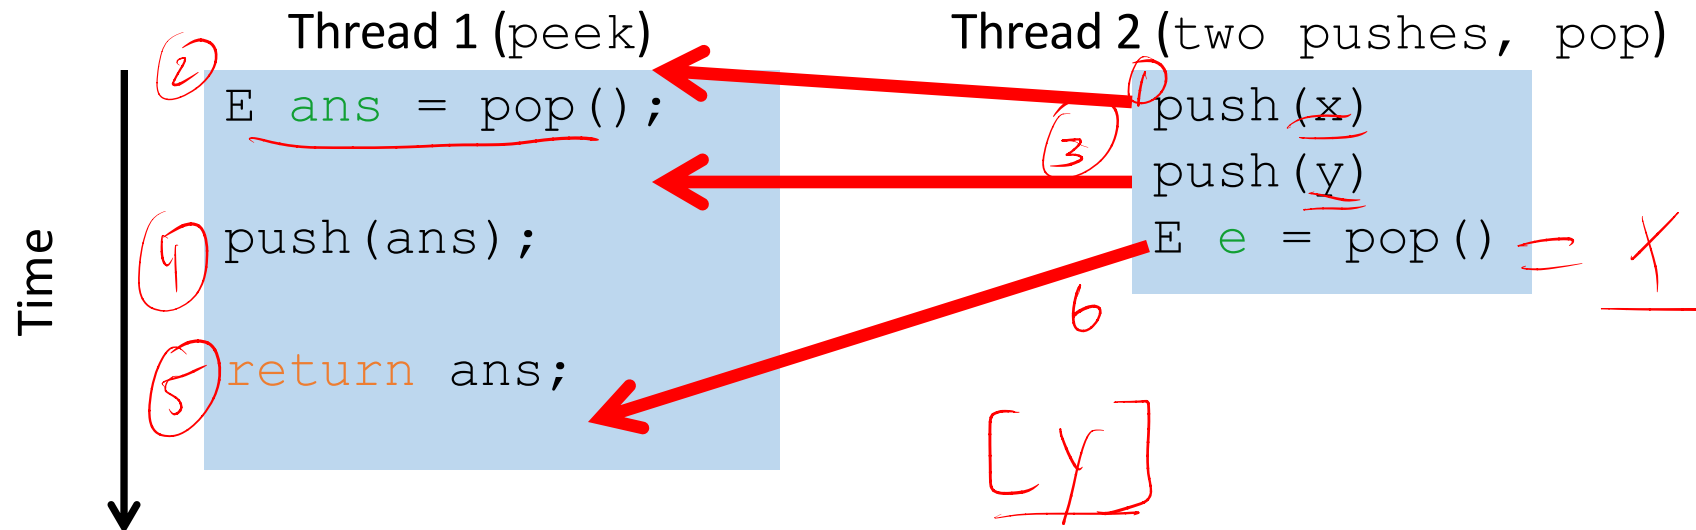 Thread 1 (peek)
Thread 2 (two pushes, pop)
Time
2
E ans = pop();
4
push(ans);
5
return ans;
1
push(x)
3
push(y)
E e = pop() = X
6
[y]